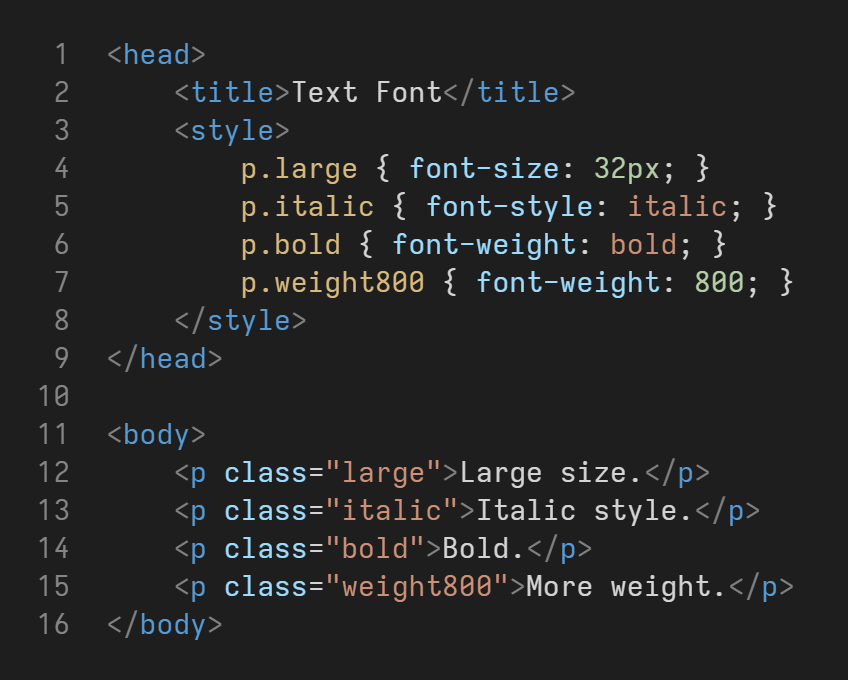 1 <head>
2     <title>Text Font</title>
3     <style>
4         p.large { font-size: 32px; }
5         p.italic { font-style: italic; }
6         p.bold { font-weight: bold; }
7         p.weight800 { font-weight: 800; }
8     </style>
9 </head>
10
11 <body>
12     <p class="large">Large size.</p>
13     <p class="italic">Italic style.</p>
14     <p class="bold">Bold.</p>
15     <p class="weight800">More weight.</p>
16 </body>